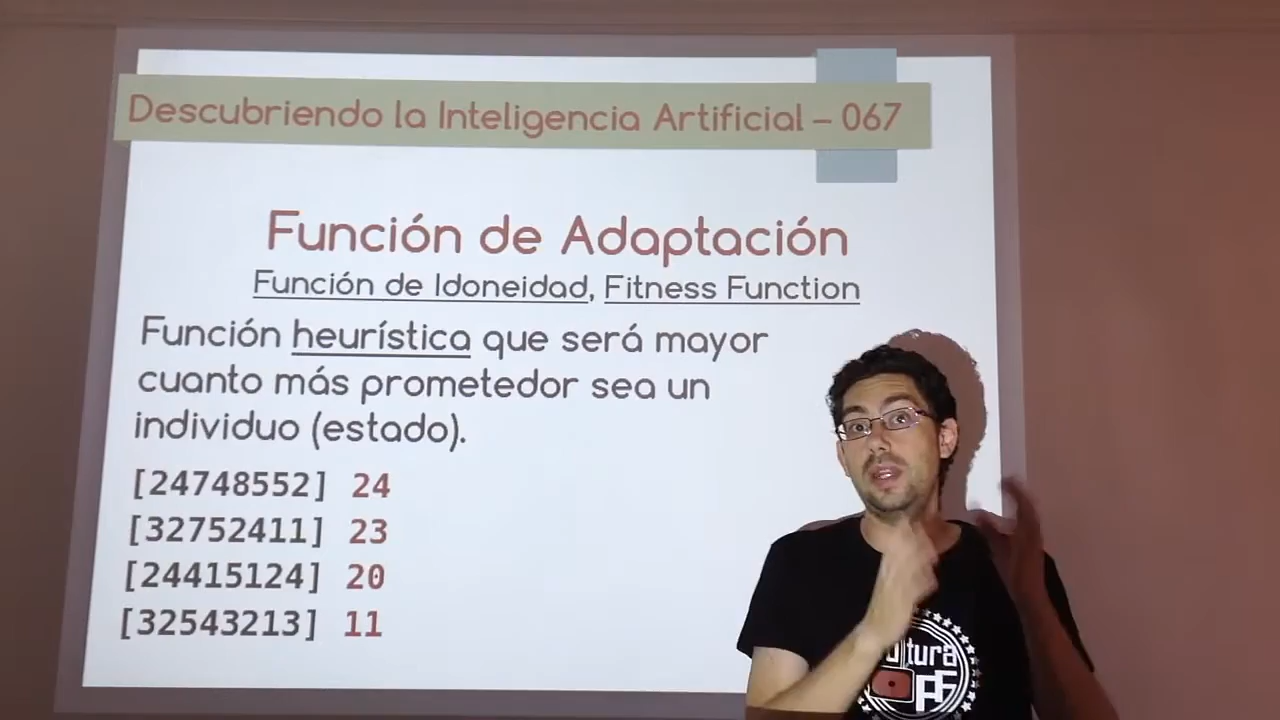 Descubriendo la Inteligencia Artificial – 067
Función de Adaptación
Función de Idoneidad, Fitness Function
Función heurística que será mayor
cuanto más prometedor sea un
individuo (estado).
[24748552] 24
[32752411] 23
[24415124] 20
[32543213] 11